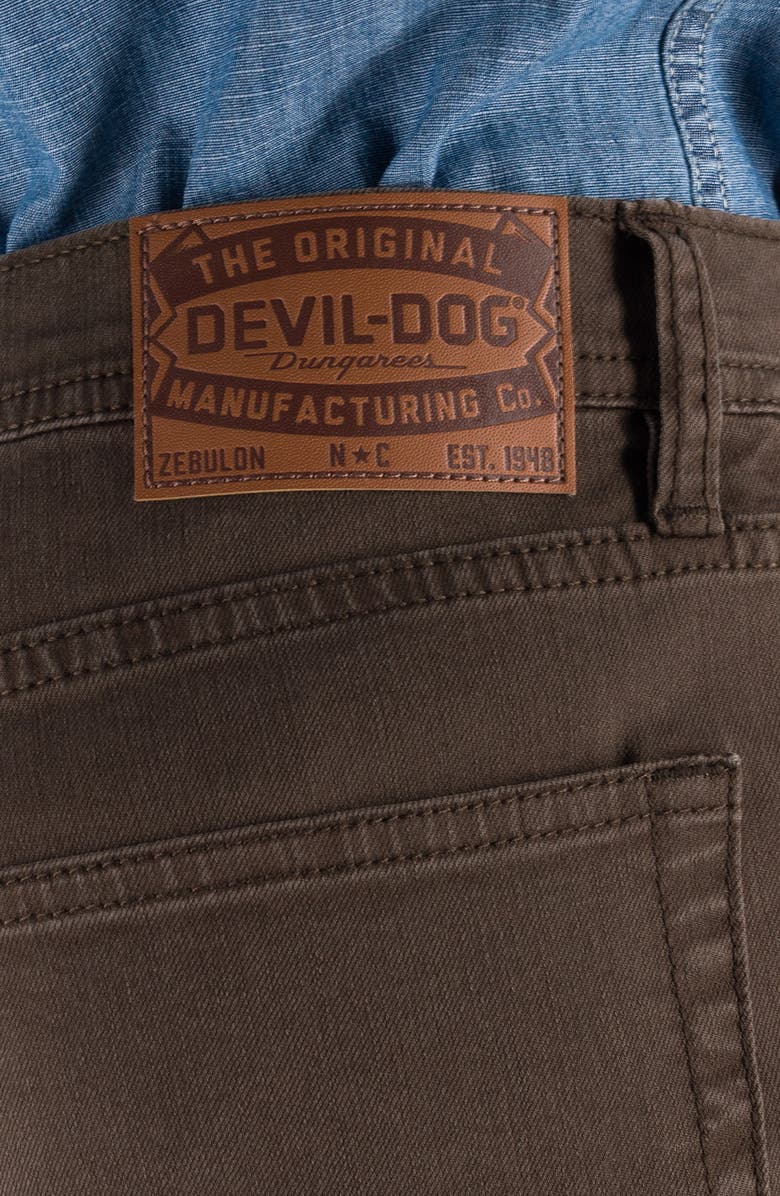 THE ORIGINAL
DEVIL-DOG®
Dungarees
MANUFACTURING Co.
ZEBULON N★C EST. 1948